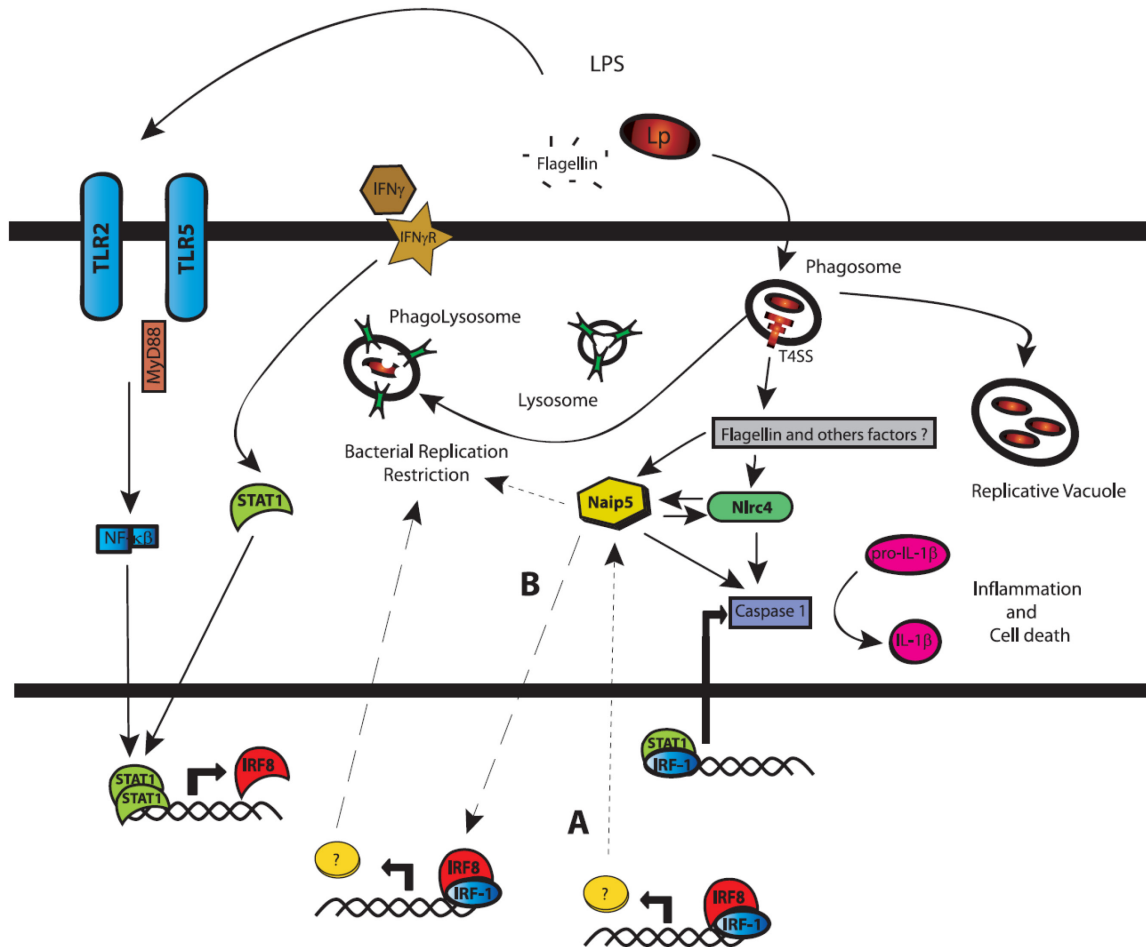 LPS
Lp
Flagellin
IFNγ
IFNγR
TLR2
TLR5
MyD88
Phagosome
T4SS
PhagoLysosome
Lysosome
Flagellin and others factors ?
Replicative Vacuole
Bacterial Replication
Restriction
STAT1
Naip5
Nlrc4
NF-κβ
B
pro-IL-1β
Caspase 1
IL-1β
Inflammation
and
Cell death
STAT1
STAT1
IRF8
STAT1
IRF-1
A
?
IRF8
IRF-1
?
IRF8
IRF-1